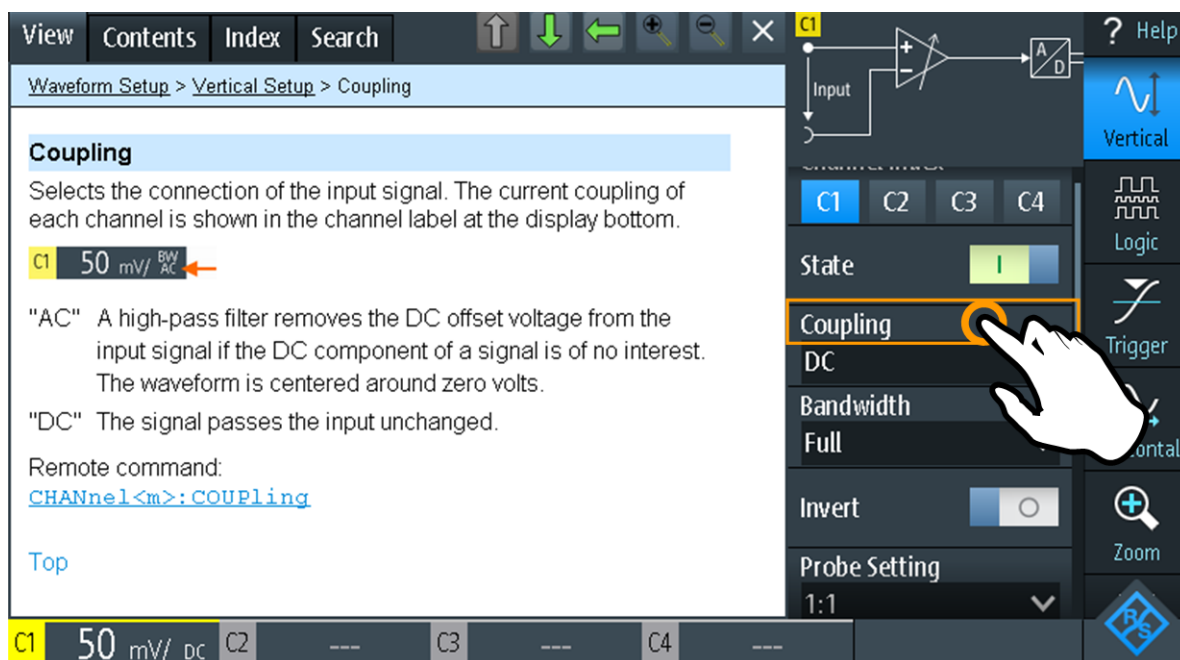 View Contents Index Search
Waveform Setup > Vertical Setup > Coupling
Coupling
Selects the connection of the input signal. The current coupling of
each channel is shown in the channel label at the display bottom.
C1 50 mV/ BW AC
"AC" A high-pass filter removes the DC offset voltage from the
input signal if the DC component of a signal is of no interest.
The waveform is centered around zero volts.
"DC" The signal passes the input unchanged.
Remote command:
CHANnel<m>:COUPling
Top
C1
Input
+
-
A/D
C1 C2 C3 C4
State
I
Coupling
DC
Bandwidth
Full
Invert
Probe Setting
1:1
? Help
Vertical
Logic
Trigger
Zoom
R&S
C1 50 mV/ DC C2 --- C3 --- C4 ---